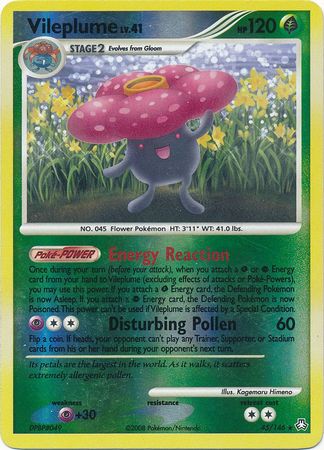 Vileplume LV.41 HP 120
STAGE2 Evolves from Gloom
NO. 045 Flower Pokémon HT: 3'11" WT: 41.0 lbs.
Poké-POWER Energy Reaction
Once during your turn (before your attack), when you attach a or Energy
card from your hand to Vileplume (excluding effects of attacks or Poké-Powers),
you may use this power. If you attach a Energy card, the Defending Pokémon
is now Asleep. If you attach a Energy card, the Defending Pokémon is now
Poisoned. This power can't be used if Vileplume is affected by a Special Condition.
Disturbing Pollen 60
Flip a coin. If heads, your opponent can't play any Trainer, Supporter, or Stadium
cards from his or her hand during your opponent's next turn.
Its petals are the largest in the world. As it walks, it scatters
extremely allergenic pollen.
Illus. Kagemaru Himeno
weakness resistance retreat cost
+30
DPBP#049 ©2008 Pokémon/Nintendo 45/146 ★